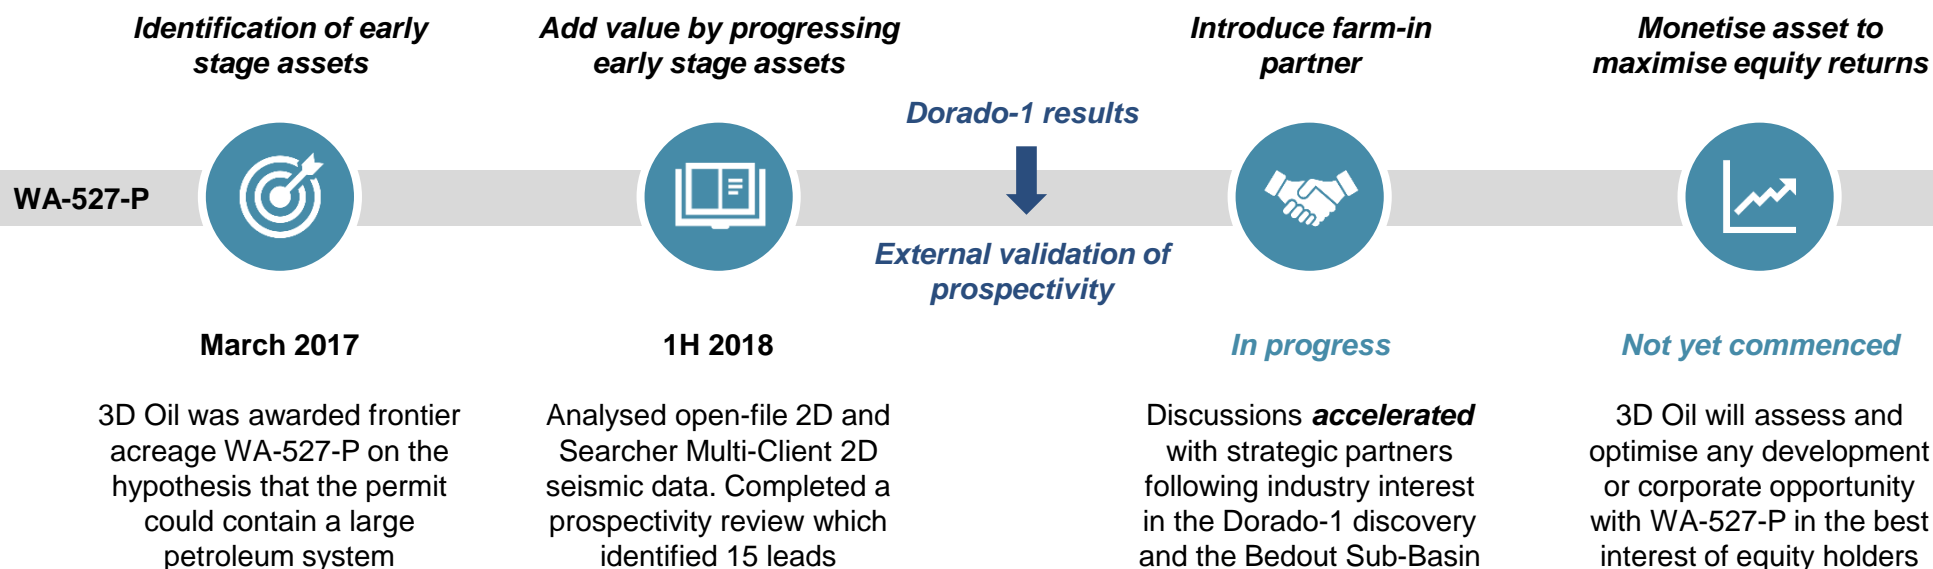 Identification of early
stage assets
Add value by progressing
early stage assets
Introduce farm-in
partner
Monetise asset to
maximise equity returns
Dorado-1 results
WA-527-P
External validation of
prospectivity
March 2017
3D Oil was awarded frontier
acreage WA-527-P on the
hypothesis that the permit
could contain a large
petroleum system
1H 2018
Analysed open-file 2D and
Searcher Multi-Client 2D
seismic data. Completed a
prospectivity review which
identified 15 leads
In progress
Discussions accelerated
with strategic partners
following industry interest
in the Dorado-1 discovery
and the Bedout Sub-Basin
Not yet commenced
3D Oil will assess and
optimise any development
or corporate opportunity
with WA-527-P in the best
interest of equity holders